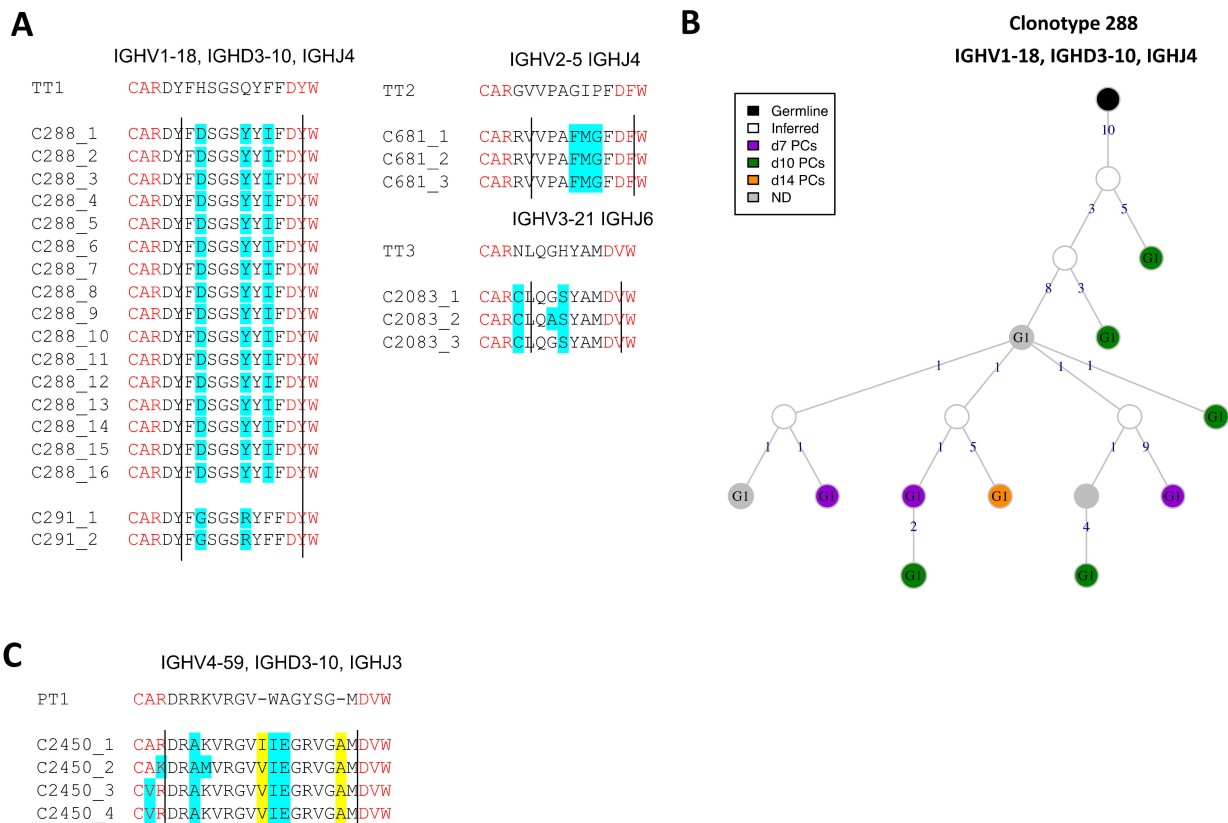 A
IGHV1-18, IGHD3-10, IGHJ4
TT1 CARDYFHSGSQYFFDYW
C288_1 CARDYFDSGSYYIFDYW
C288_2 CARDYFDSGSYYIFDYW
C288_3 CARDYFDSGSYYIFDYW
C288_4 CARDYFDSGSYYIFDYW
C288_5 CARDYFDSGSYYIFDYW
C288_6 CARDYFDSGSYYIFDYW
C288_7 CARDYFDSGSYYIFDYW
C288_8 CARDYFDSGSYYIFDYW
C288_9 CARDYFDSGSYYIFDYW
C288_10 CARDYFDSGSYYIFDYW
C288_11 CARDYFDSGSYYIFDYW
C288_12 CARDYFDSGSYYIFDYW
C288_13 CARDYFDSGSYYIFDYW
C288_14 CARDYFDSGSYYIFDYW
C288_15 CARDYFDSGSYYIFDYW
C288_16 CARDYFDSGSYYIFDYW
C291_1 CARDYFGSGSRYFFDYW
C291_2 CARDYFGSGSRYFFDYW
IGHV2-5 IGHJ4
TT2 CARGVVPAGIPFDFW
C681_1 CARRVVPAFMGFDFW
C681_2 CARRVVPAFMGFDFW
C681_3 CARRVVPAFMGFDFW
IGHV3-21 IGHJ6
TT3 CARNLQGHYAMDVW
C2083_1 CARCLQGSYAMDVW
C2083_2 CARCLQASYAMDVW
C2083_3 CARCLQGSYAMDVW
B
Clonotype 288
IGHV1-18, IGHD3-10, IGHJ4
Germline
Inferred
d7 PCs
d10 PCs
d14 PCs
ND
10
3 5
G1
8 3
G1 G1
1 1 1 1
G1
1 1 1 5 1 9
G1 G1 G1 G1 G1
2 4
G1 G1
C
IGHV4-59, IGHD3-10, IGHJ3
PT1 CARDRRKVRGV-WAGYSG-MDVW
C2450_1 CARDRAKVRGVIIEGRVGAMDVW
C2450_2 CAKDRAMVRGVVIEGRVGAMDVW
C2450_3 CVRDRAKVRGVVIEGRVGAMDVW
C2450_4 CVRDRAKVRGVVIEGRVGAMDVW